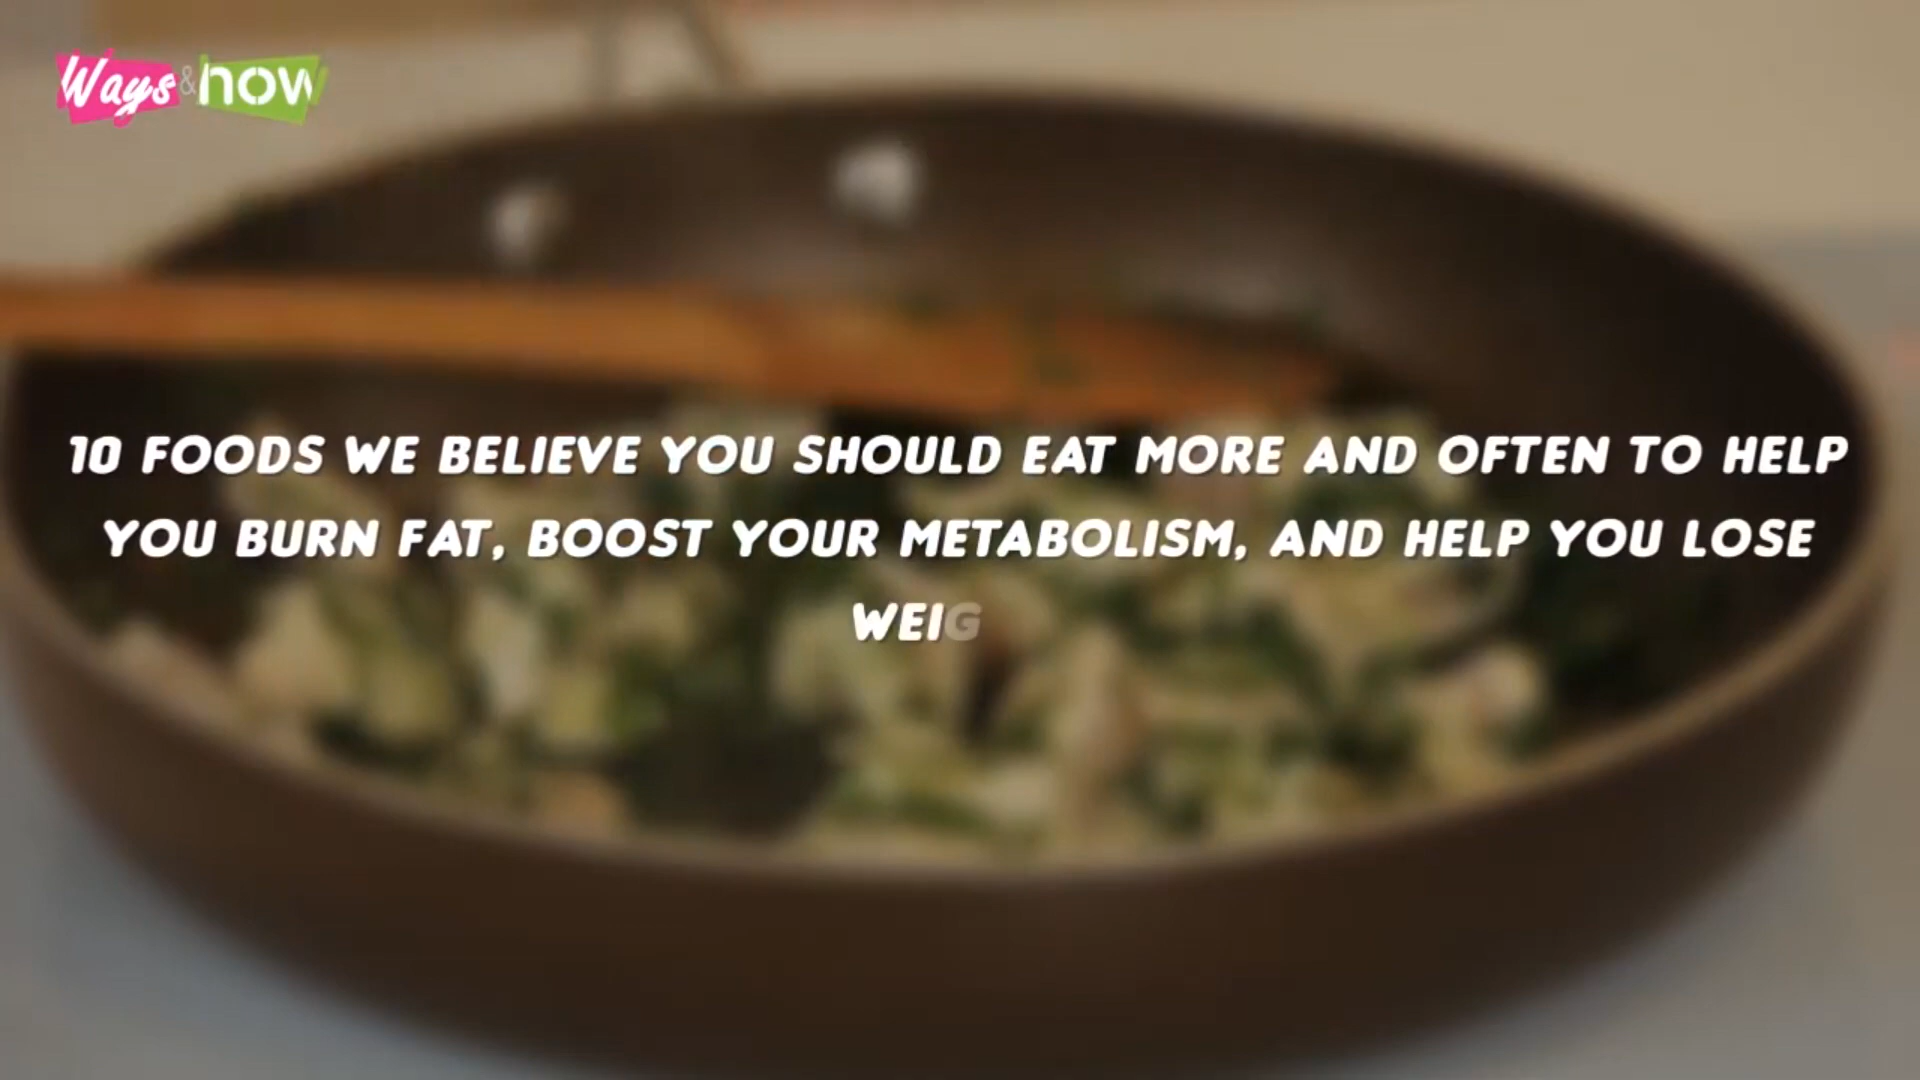 Ways & how
10 FOODS WE BELIEVE YOU SHOULD EAT MORE AND OFTEN TO HELP
YOU BURN FAT, BOOST YOUR METABOLISM, AND HELP YOU LOSE
WEIG